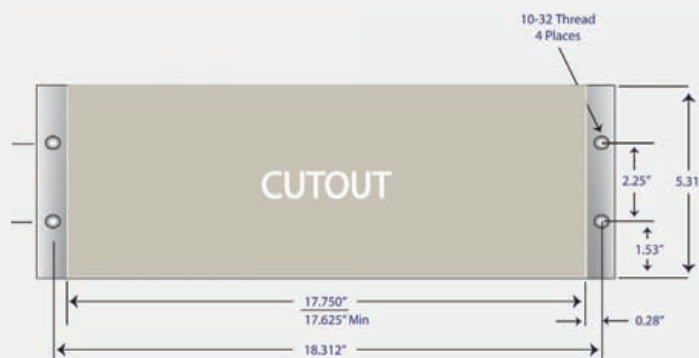 10-32 Thread
4 Places
CUTOUT
2.25"
5.31
1.53"
17.750"
17.625" Min
0.28"
18.312"